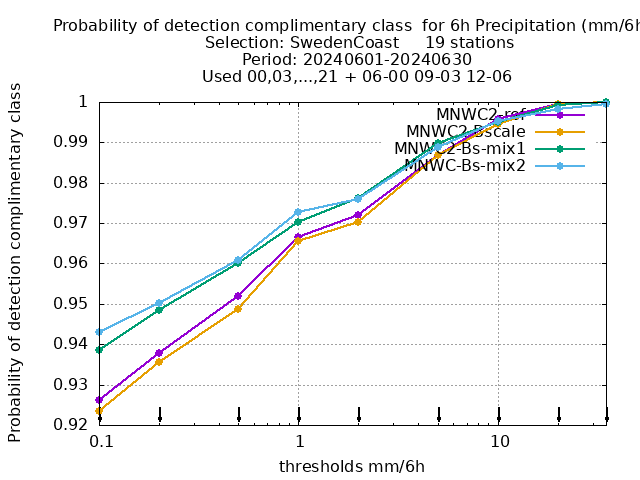 Probability of detection complimentary class  for 6h Precipitation (mm/6h
Selection: SwedenCoast     19 stations
Period: 20240601-20240630
Used 00,03,...,21 + 06-00 09-03 12-06
Probability of detection complimentary class
1
0.99
0.98
0.97
0.96
0.95
0.94
0.93
0.92
MNWC2-ref
MNWC2-Bscale
MNWC2-Bs-mix1
MNWC-Bs-mix2
0.1
1
10
thresholds mm/6h